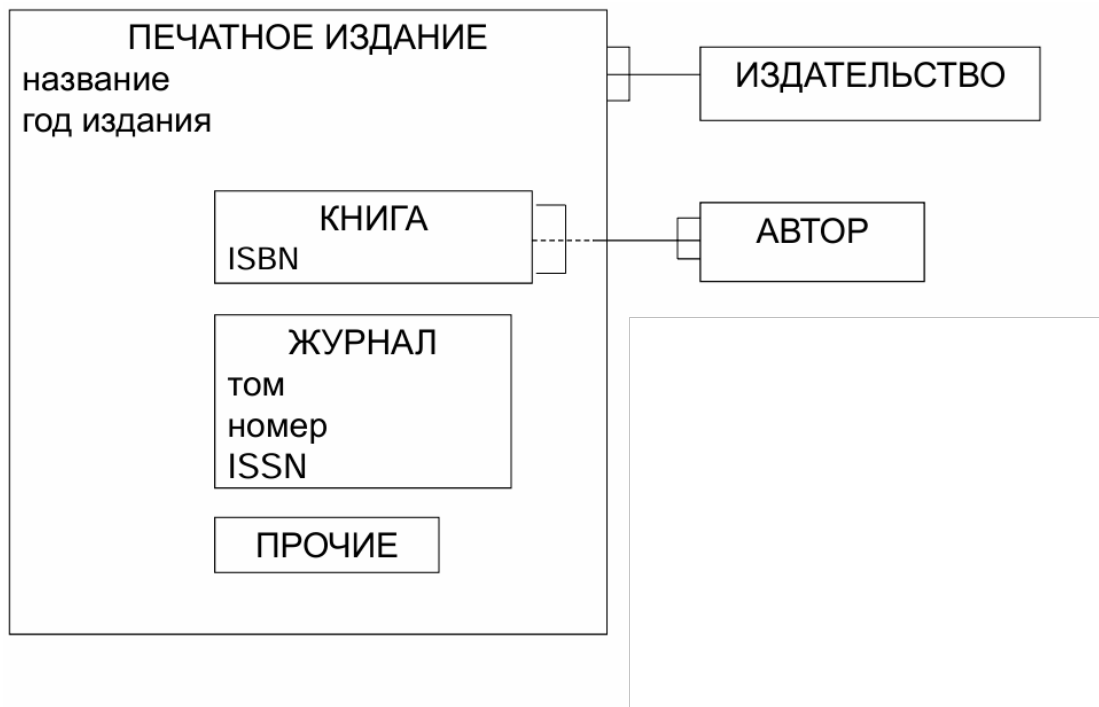 ПЕЧАТНОЕ ИЗДАНИЕ
название
год издания
ИЗДАТЕЛЬСТВО
КНИГА
ISBN
АВТОР
ЖУРНАЛ
том
номер
ISSN
ПРОЧИЕ